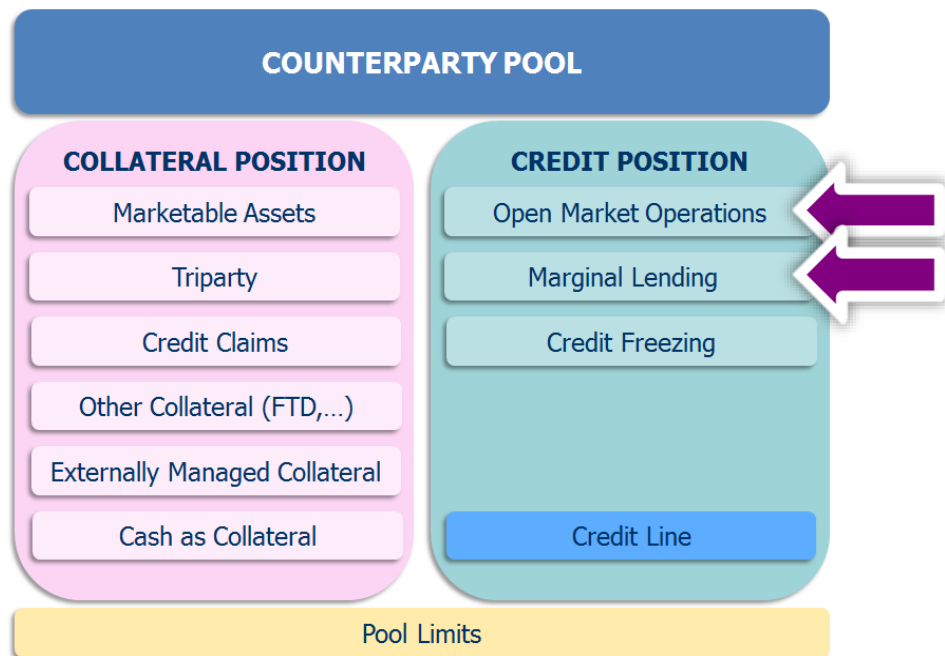 COUNTERPARTY POOL
COLLATERAL POSITION
Marketable Assets
Triparty
Credit Claims
Other Collateral (FTD,...)
Externally Managed Collateral
Cash as Collateral
CREDIT POSITION
Open Market Operations
Marginal Lending
Credit Freezing
Credit Line
Pool Limits